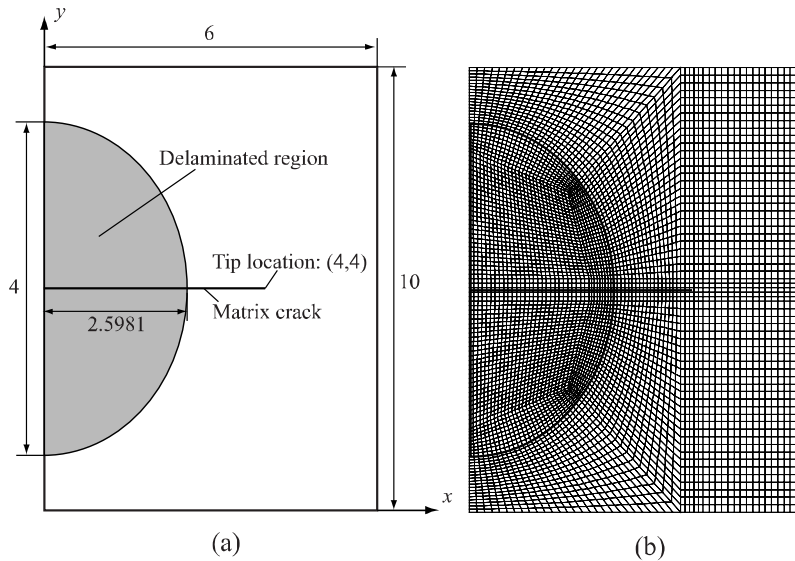 y
6
Delaminated region
Tip location: (4,4)
4
10
Matrix crack
2.5981
x
(a)
(b)